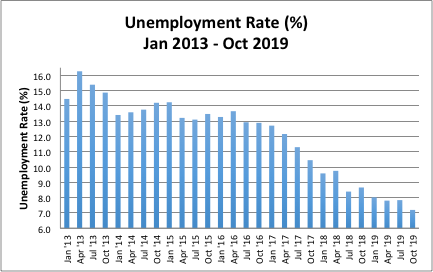 Unemployment Rate (%)
Jan 2013 - Oct 2019
Unemployment Rate (%)
16.0
15.0
14.0
13.0
12.0
11.0
10.0
9.0
8.0
7.0
6.0
Jan '13
Apr '13
Jul '13
Oct '13
Jan '14
Apr '14
Jul '14
Oct '14
Jan '15
Apr '15
Jul '15
Oct '15
Jan '16
Apr '16
Jul '16
Oct '16
Jan '17
Apr '17
Jul '17
Oct '17
Jan '18
Apr '18
Jul '18
Oct '18
Jan '19
Apr '19
Jul '19
Oct '19